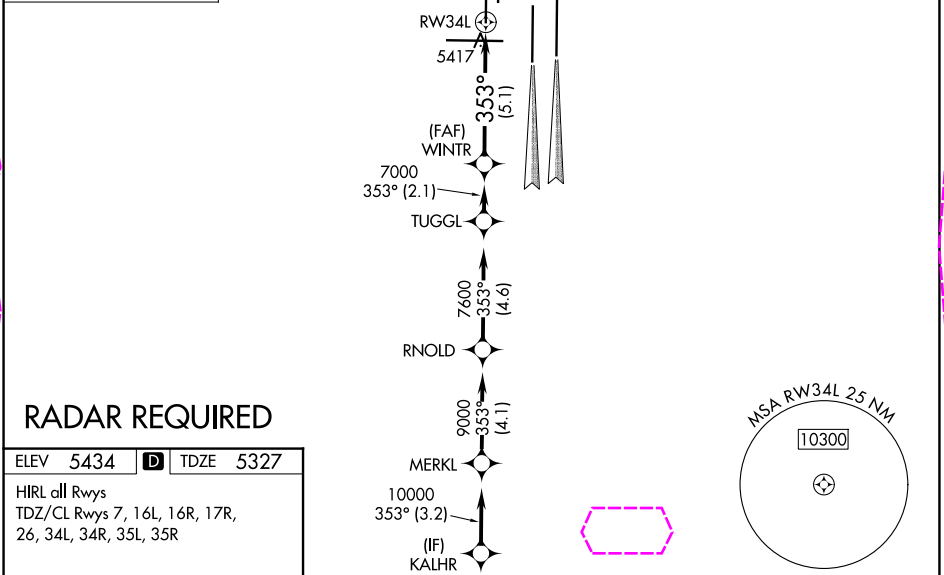 RW34L
5417
353°
(5.1)
(FAF)
WINTR
7000
353° (2.1)
TUGGL
7600
353°
(4.6)
RNOLD
9000
353°
(4.1)
MERKL
10000
353° (3.2)
(IF)
KALHR
RADAR REQUIRED
ELEV 5434 D TDZE 5327
HIRL all Rwys
TDZ/CL Rwys 7, 16L, 16R, 17R,
26, 34L, 34R, 35L, 35R
MSA RW34L 25 NM
10300